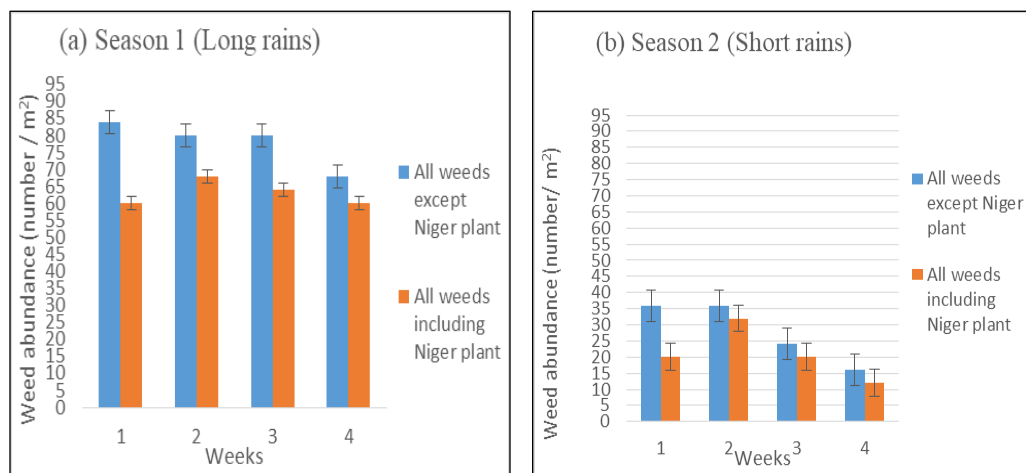 (a) Season 1 (Long rains)
Weed abundance (number / m²)
95
90
85
80
75
70
65
60
55
50
45
40
35
30
25
20
15
10
5
0
1 2 3 4
Weeks
All weeds
except
Niger plant
All weeds
including
Niger plant
(b) Season 2 (Short rains)
Weed abundance (number/ m²)
95
90
85
80
75
70
65
60
55
50
45
40
35
30
25
20
15
10
5
0
1 2 3 4
Weeks
All weeds
except Niger
plant
All weeds
including
Niger plant